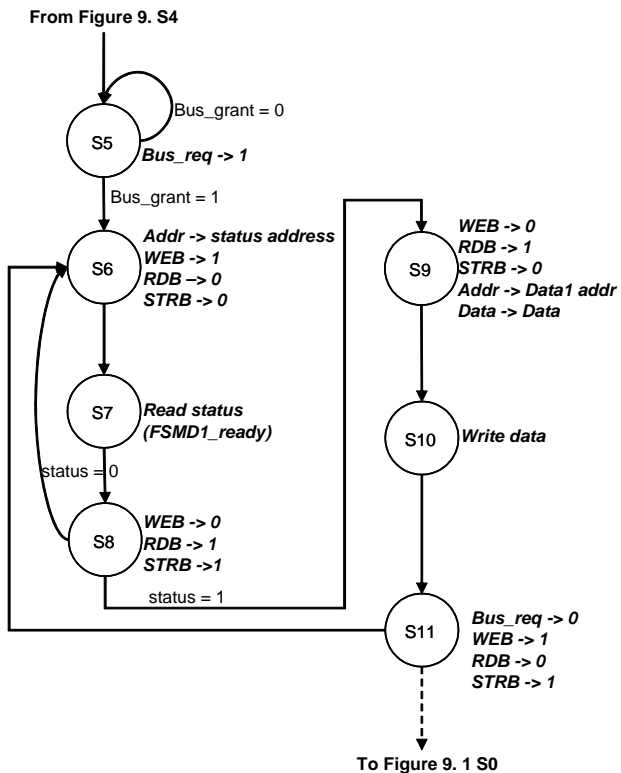 From Figure 9. S4
Bus_grant = 0
S5
Bus_req -> 1
Bus_grant = 1
S6
Addr -> status address
WEB -> 1
RDB –> 0
STRB -> 0
S7
Read status
(FSMD1_ready)
status = 0
S8
WEB -> 0
RDB -> 1
STRB ->1
status = 1
S9
WEB -> 0
RDB -> 1
STRB -> 0
Addr -> Data1 addr
Data -> Data
S10
Write data
S11
Bus_req -> 0
WEB -> 1
RDB -> 0
STRB -> 1
To Figure 9. 1 S0